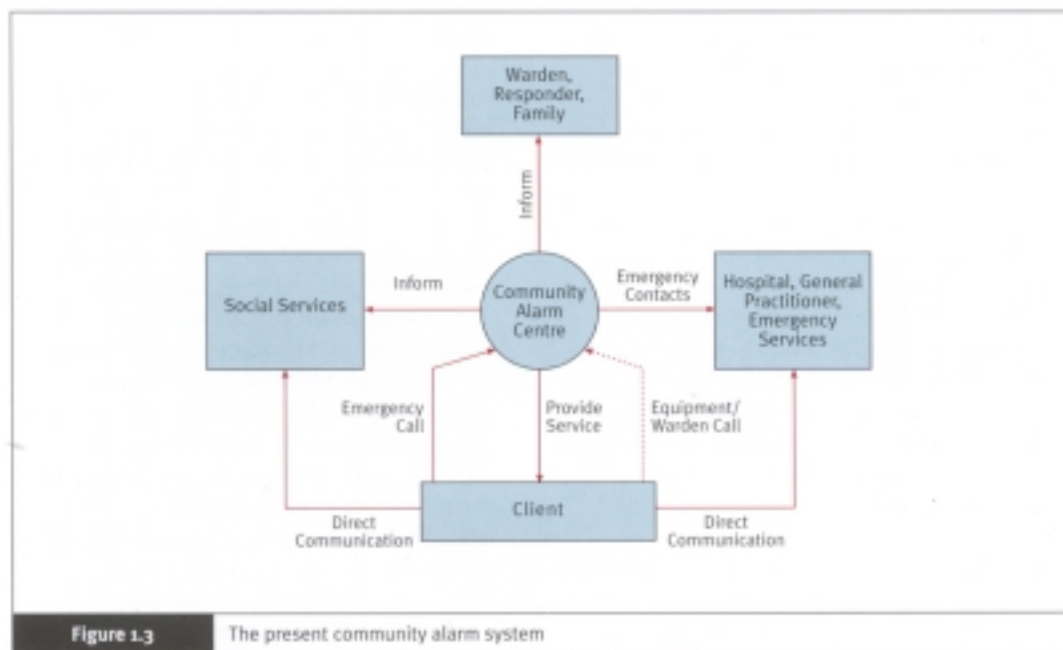 Warden,
Responder,
Family
Inform
Social Services
Inform
Community
Alarm
Centre
Emergency
Contacts
Hospital, General
Practitioner,
Emergency
Services
Emergency
Call
Provide
Service
Equipment/
Warden Call
Client
Direct
Communication
Direct
Communication
Figure 1.3 The present community alarm system